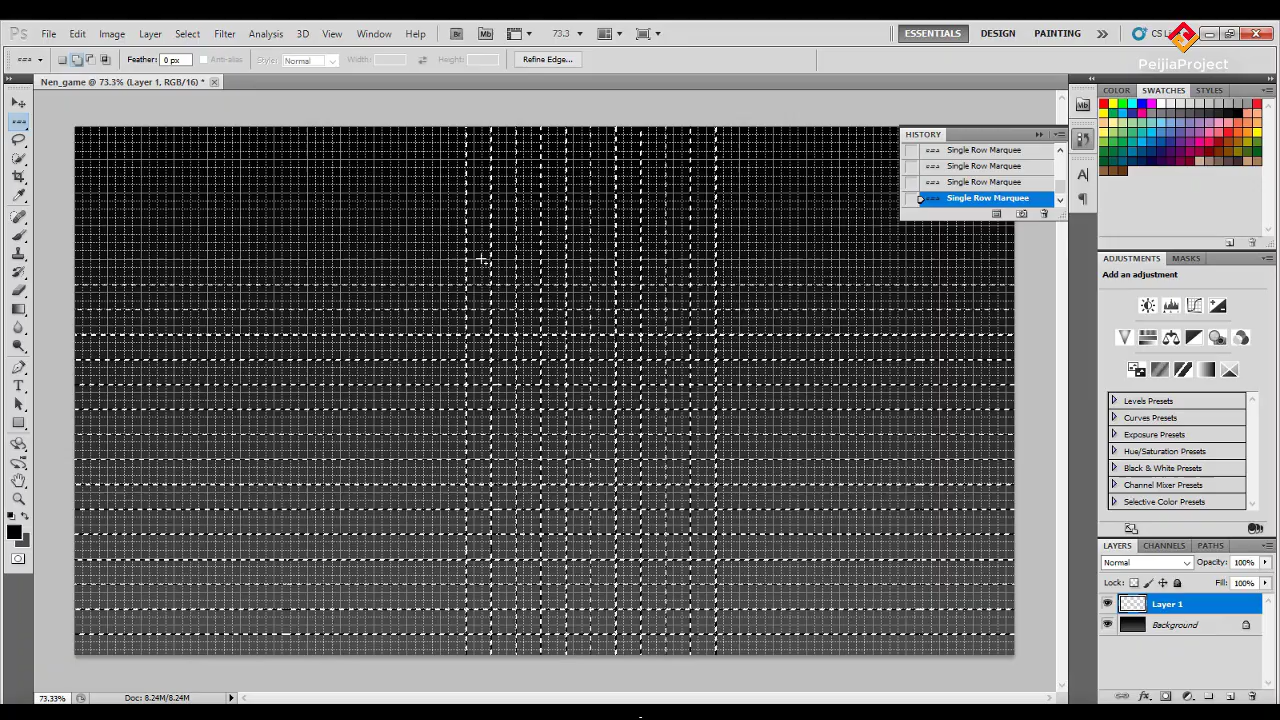 Ps File Edit Image Layer Select Filter Analysis 3D View Window Help Br Mb 73.3 ESSENTIALS DESIGN PAINTING
PeijiaProject
Feather: 0 px Anti-alias Style: Normal Width: Height: Refine Edge...
Nen_game @ 73.3% (Layer 1, RGB/16) *
COLOR SWATCHES STYLES
Mb
HISTORY
Single Row Marquee
Single Row Marquee
Single Row Marquee
Single Row Marquee
A
ADJUSTMENTS MASKS
Add an adjustment
Levels Presets
Curves Presets
Exposure Presets
Hue/Saturation Presets
Black & White Presets
Channel Mixer Presets
Selective Color Presets
LAYERS CHANNELS PATHS
Normal Opacity: 100%
Lock: Fill: 100%
Layer 1
Background
fx
T
73.33% Doc: 8.24M/8.24M